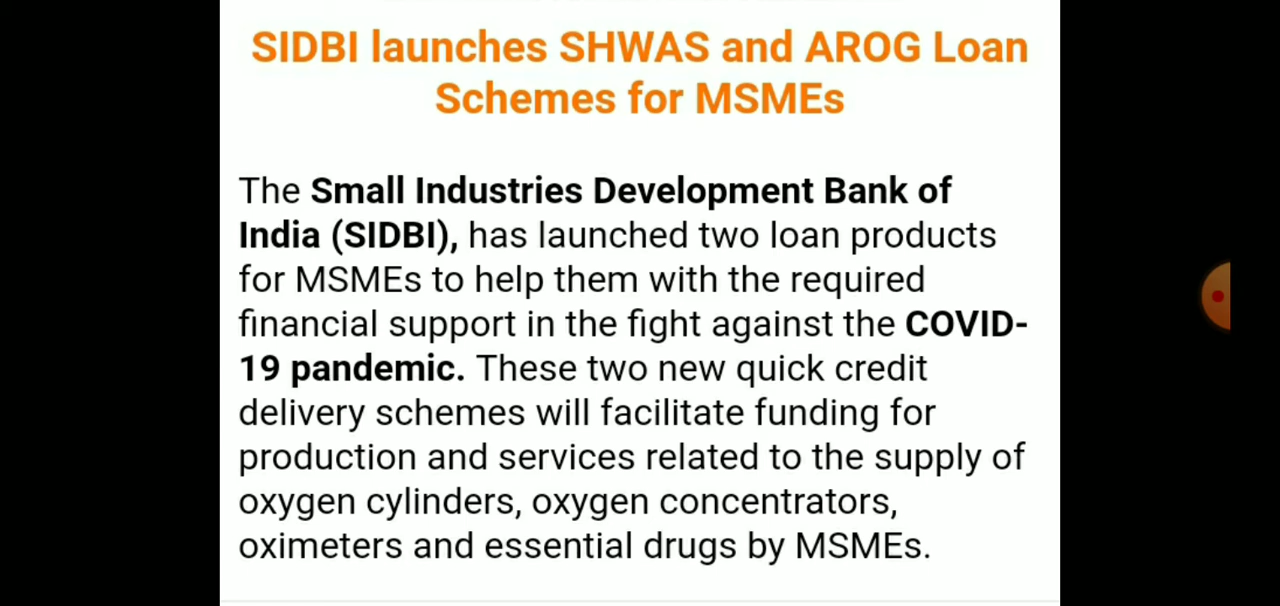 SIDBI launches SHWAS and AROG Loan
Schemes for MSMEs
The Small Industries Development Bank of
India (SIDBI), has launched two loan products
for MSMEs to help them with the required
financial support in the fight against the COVID-
19 pandemic. These two new quick credit
delivery schemes will facilitate funding for
production and services related to the supply of
oxygen cylinders, oxygen concentrators,
oximeters and essential drugs by MSMEs.